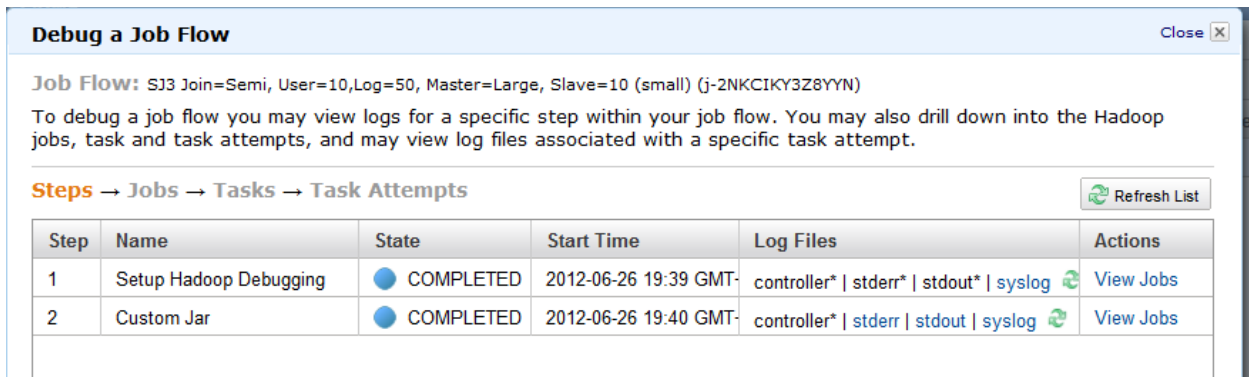 Debug a Job Flow
Close
Job Flow: SJ3 Join=Semi, User=10,Log=50, Master=Large, Slave=10 (small) (j-2NKCIKY3Z8YYN)
To debug a job flow you may view logs for a specific step within your job flow. You may also drill down into the Hadoop
jobs, task and task attempts, and may view log files associated with a specific task attempt.
Steps → Jobs → Tasks → Task Attempts
Refresh List
Step Name State Start Time Log Files Actions
1 Setup Hadoop Debugging COMPLETED 2012-06-26 19:39 GMT- controller* | stderr* | stdout* | syslog View Jobs
2 Custom Jar COMPLETED 2012-06-26 19:40 GMT- controller* | stderr | stdout | syslog View Jobs